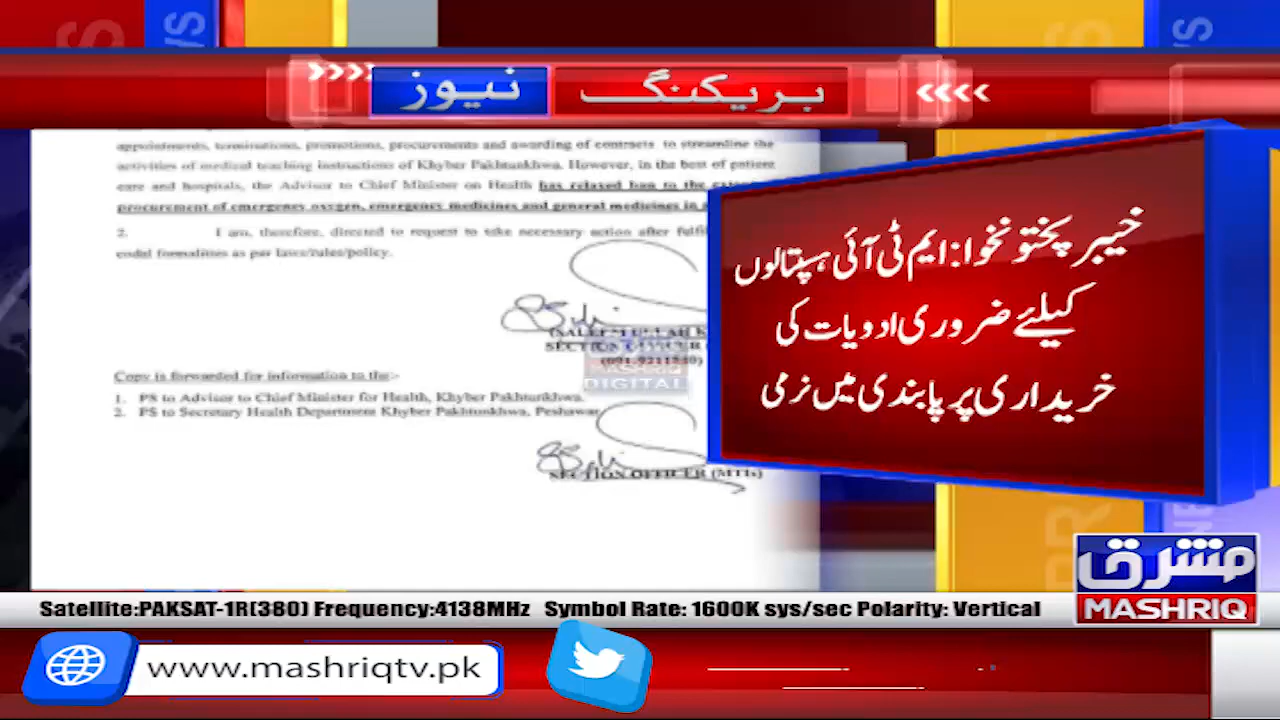 بریکنگ نیوز
appointments, terminations, promotions, procurements and awarding of contracts to streamline the
activities of medical teaching instructions of Khyber Pakhtunkhwa. However, in the best of patient
care and hospitals, the Advisor to Chief Minister on Health has relaxed ban to the
procurement of emergency oxygen, emergency medicines and general medicines in
2. I am, therefore, directed to request to take necessary action after
codal formalities as per laws/rules/policy.
SECTION OFFICER
Copy is forwarded for information to the:-
1. PS to Advisor to Chief Minister for Health, Khyber Pakhtunkhwa.
2. PS to Secretary Health Department Khyber Pakhtunkhwa, Peshawar
SECTION OFFICER (MTIs)
MASHRIQ
DIGITAL
خیبر پختونخوا: ایم ٹی آئی ہسپتالوں
کیلئے ضروری ادویات کی
خریداری پر پابندی میں نرمی
مشرق
MASHRIQ
Satellite:PAKSAT-1R(380) Frequency:4138MHz Symbol Rate: 1600K sys/sec Polarity: Vertical
www.mashriqtv.pk